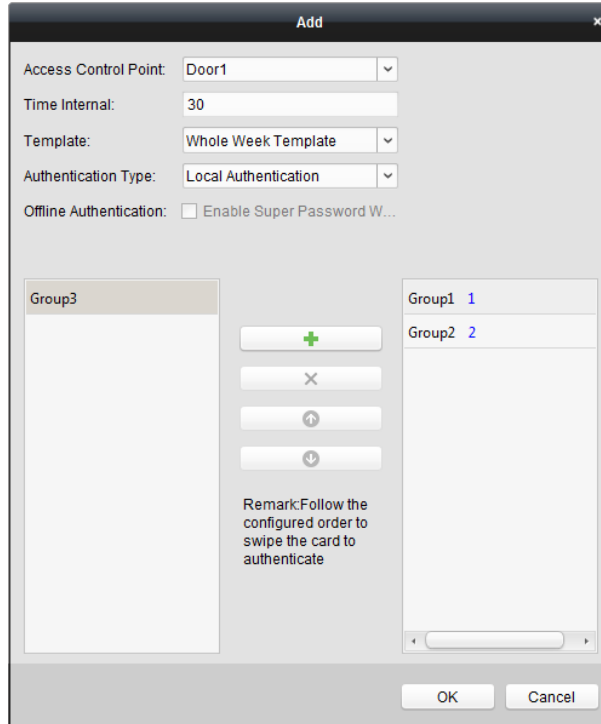 Add
Access Control Point: Door1
Time Internal: 30
Template: Whole Week Template
Authentication Type: Local Authentication
Offline Authentication: Enable Super Password W...
Group3
Group1 1
Group2 2
Remark:Follow the
configured order to
swipe the card to
authenticate
OK Cancel